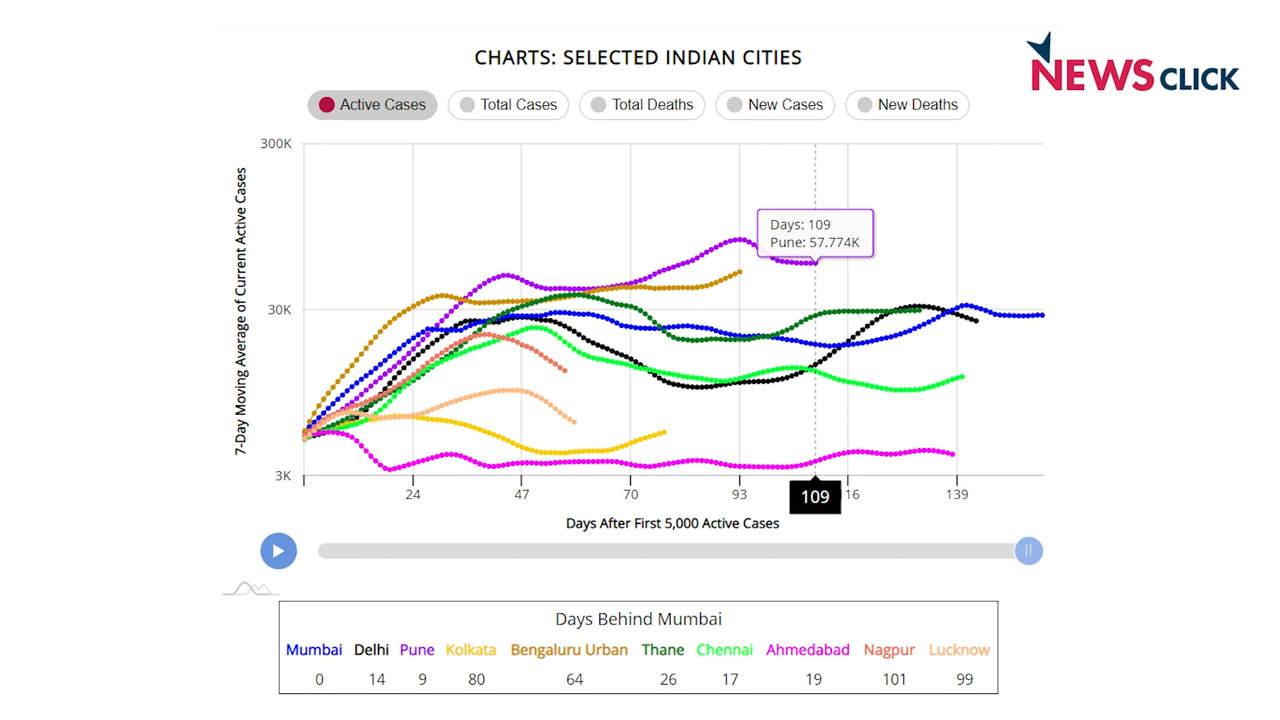 CHARTS: SELECTED INDIAN CITIES
NEWSCLICK
Active Cases
Total Cases
Total Deaths
New Cases
New Deaths
300K
30K
3K
7-Day Moving Average of Current Active Cases
Days: 109
Pune: 57.774K
24
47
70
93
109
16
139
Days After First 5,000 Active Cases
Days Behind Mumbai
Mumbai Delhi Pune Kolkata Bengaluru Urban Thane Chennai Ahmedabad Nagpur Lucknow
0 14 9 80 64 26 17 19 101 99